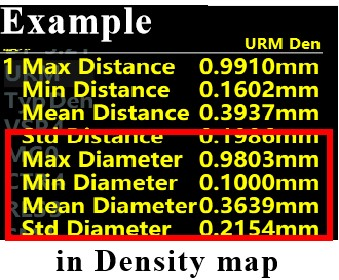 Example
URM Den
1 Max Distance 0.9910mm
Min Distance 0.1602mm
Mean Distance 0.3937mm
Std Distance 0.1986mm
Max Diameter 0.9803mm
Min Diameter 0.1000mm
Mean Diameter 0.3639mm
Std Diameter 0.2154mm
in Density map